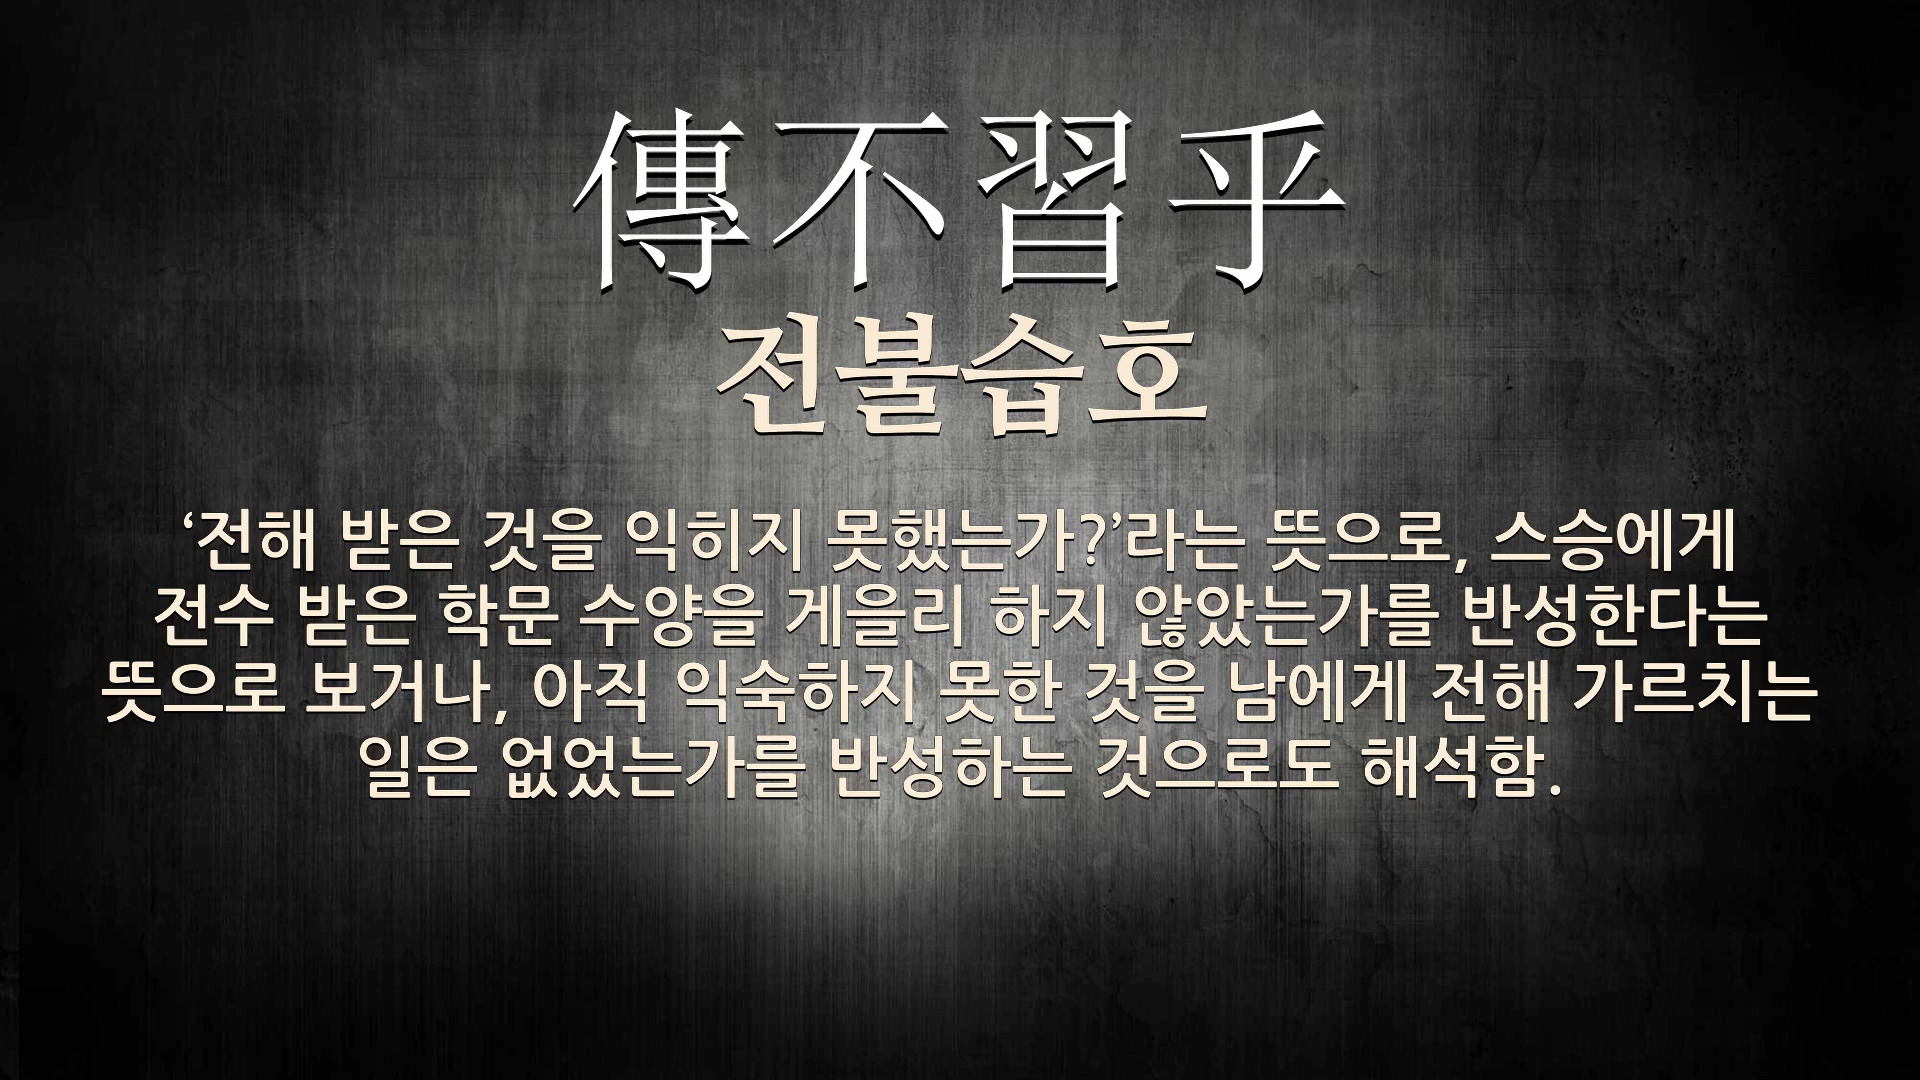 傳不習乎
전불습호
‘전해 받은 것을 익히지 못했는가?’라는 뜻으로, 스승에게
전수 받은 학문 수양을 게을리 하지 않았는가를 반성한다는
뜻으로 보거나, 아직 익숙하지 못한 것을 남에게 전해 가르치는
일은 없었는가를 반성하는 것으로도 해석함.